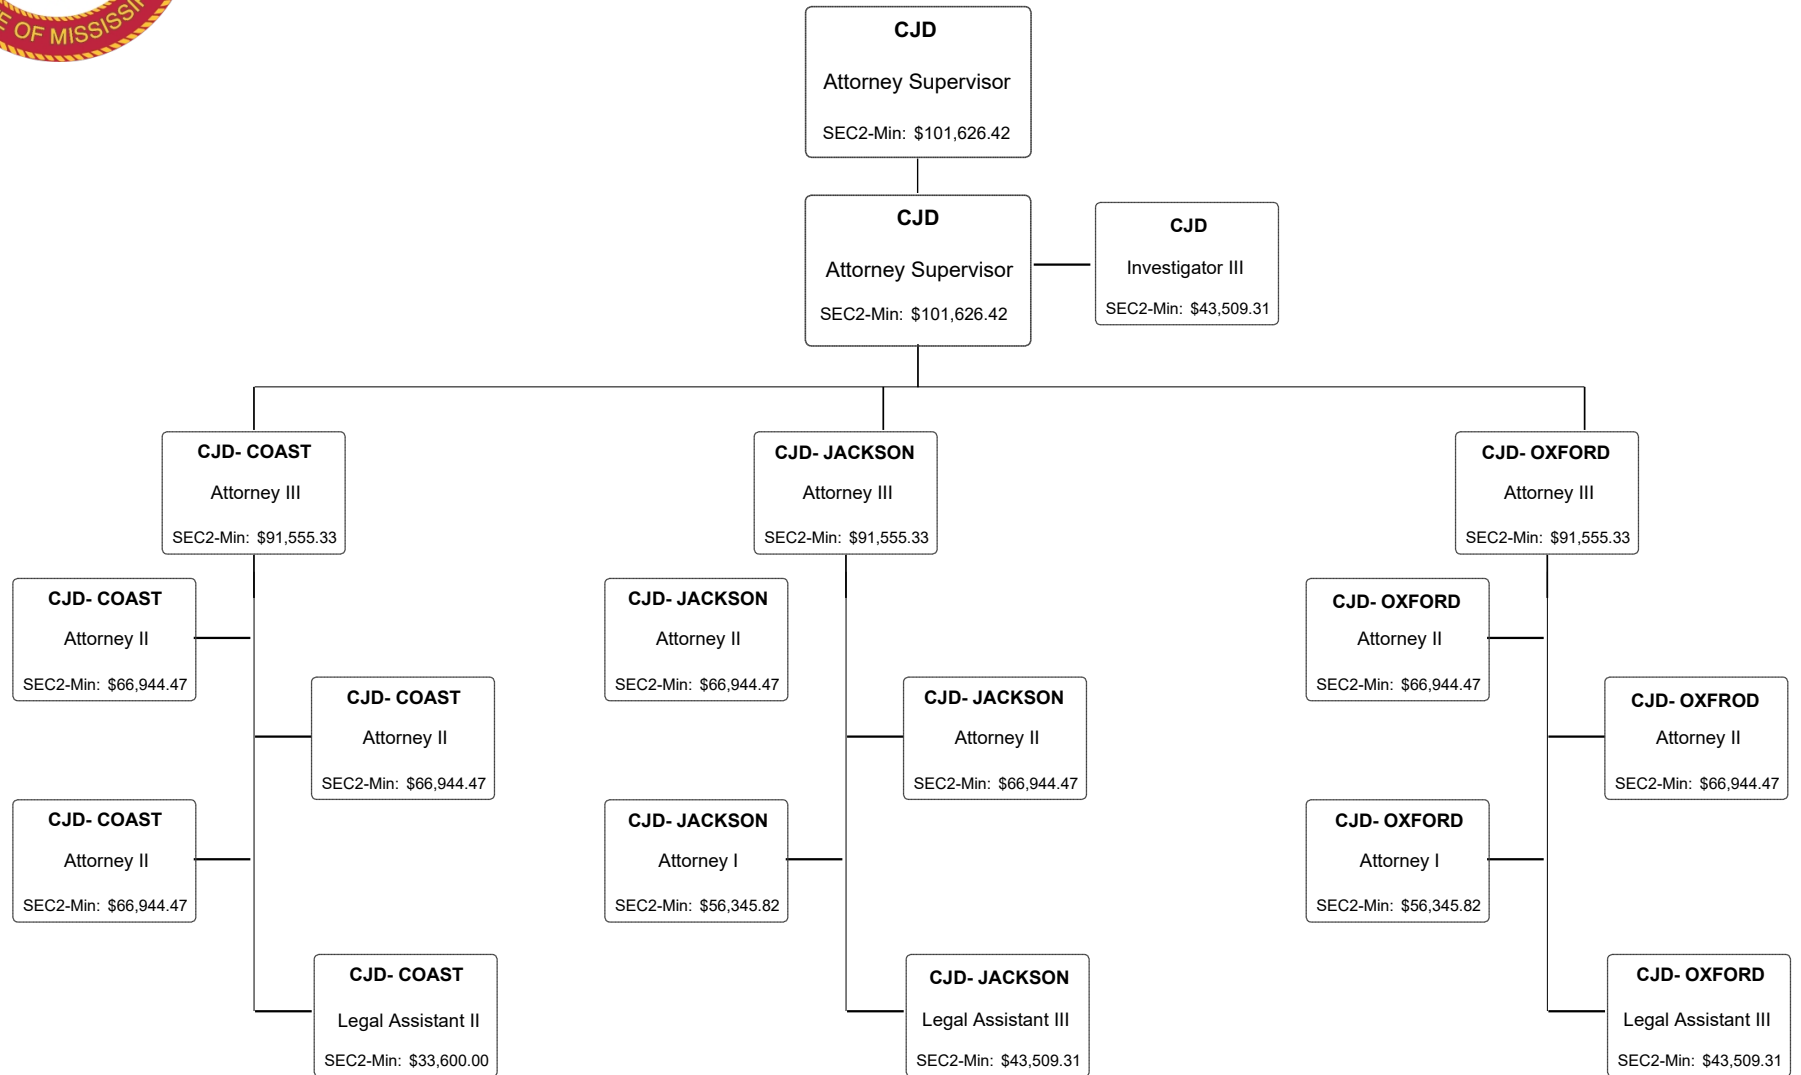 E OF MISSISSI
CJD
Attorney Supervisor
SEC2-Min: $101,626.42
CJD
Attorney Supervisor
SEC2-Min: $101,626.42
CJD
Investigator III
SEC2-Min: $43,509.31
CJD- COAST
Attorney III
SEC2-Min: $91,555.33
CJD- JACKSON
Attorney III
SEC2-Min: $91,555.33
CJD- OXFORD
Attorney III
SEC2-Min: $91,555.33
CJD- COAST
Attorney II
SEC2-Min: $66,944.47
CJD- COAST
Attorney II
SEC2-Min: $66,944.47
CJD- COAST
Attorney II
SEC2-Min: $66,944.47
CJD- COAST
Legal Assistant II
SEC2-Min: $33,600.00
CJD- JACKSON
Attorney II
SEC2-Min: $66,944.47
CJD- JACKSON
Attorney II
SEC2-Min: $66,944.47
CJD- JACKSON
Attorney I
SEC2-Min: $56,345.82
CJD- JACKSON
Legal Assistant III
SEC2-Min: $43,509.31
CJD- OXFORD
Attorney II
SEC2-Min: $66,944.47
CJD- OXFROD
Attorney II
SEC2-Min: $66,944.47
CJD- OXFORD
Attorney I
SEC2-Min: $56,345.82
CJD- OXFORD
Legal Assistant III
SEC2-Min: $43,509.31